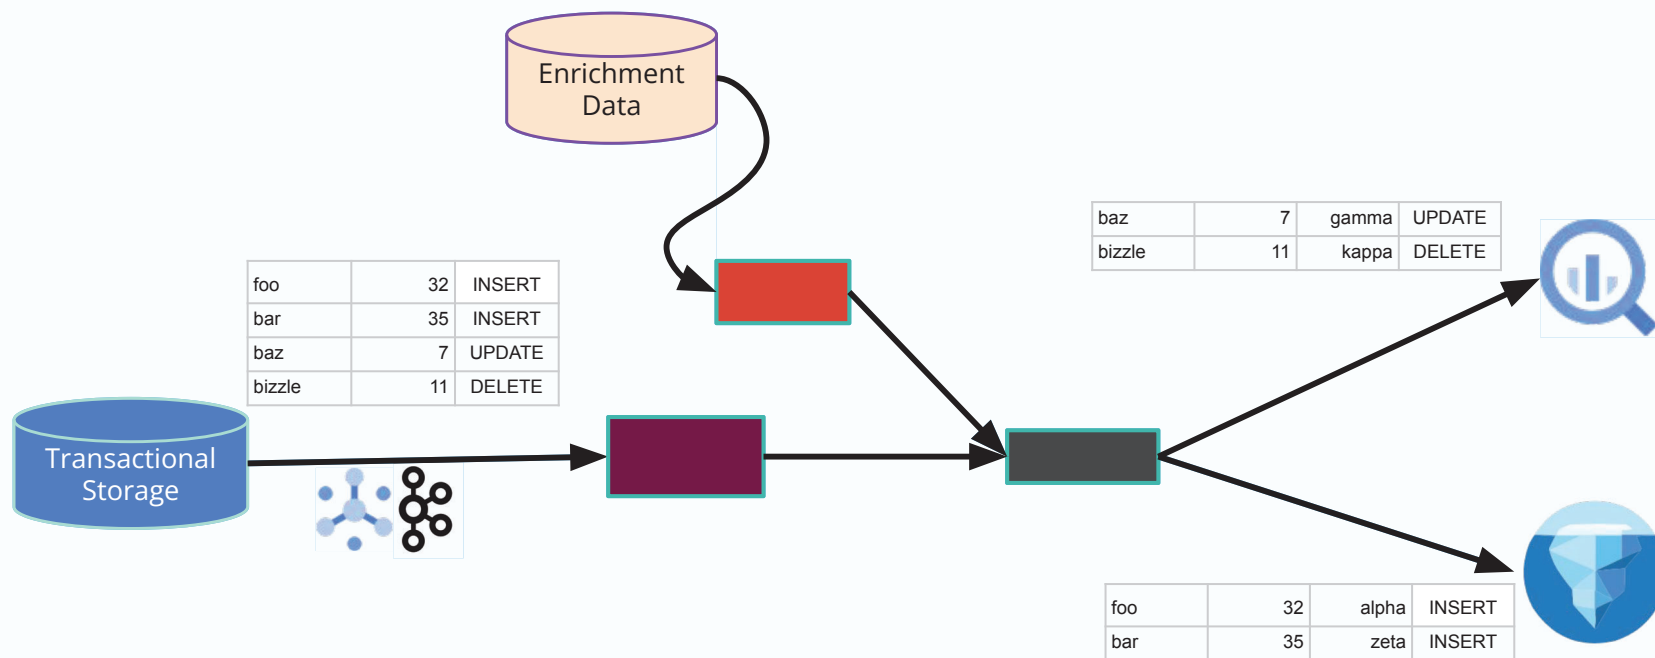 Enrichment
Data
baz 7 gamma UPDATE
bizzle 11 kappa DELETE
foo 32 INSERT
bar 35 INSERT
baz 7 UPDATE
bizzle 11 DELETE
Transactional
Storage
foo 32 alpha INSERT
bar 35 zeta INSERT